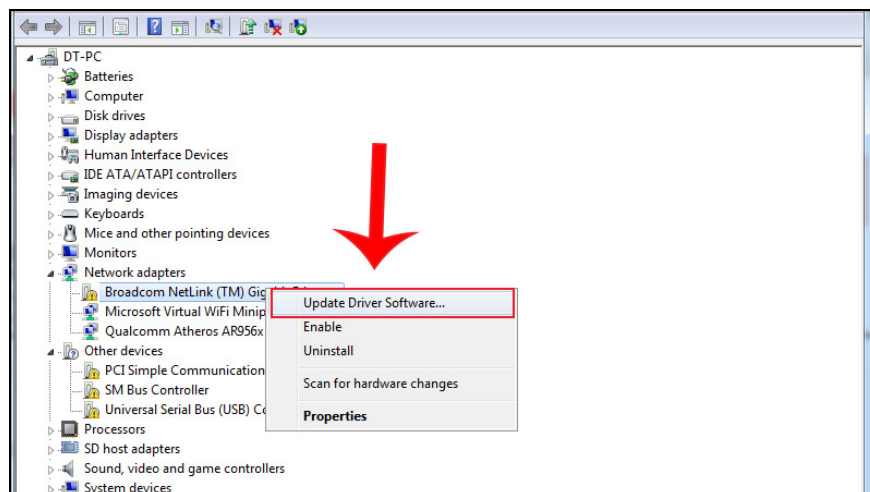 DT-PC
Batteries
Computer
Disk drives
Display adapters
Human Interface Devices
IDE ATA/ATAPI controllers
Imaging devices
Keyboards
Mice and other pointing devices
Monitors
Network adapters
Broadcom NetLink (TM)
Microsoft Virtual WiFi
Qualcomm Atheros AR956x
Other devices
PCI Simple Communication
SM Bus Controller
Universal Serial Bus (USB)
Processors
SD host adapters
Sound, video and game controllers
System devices
Update Driver Software...
Enable
Uninstall
Scan for hardware changes
Properties